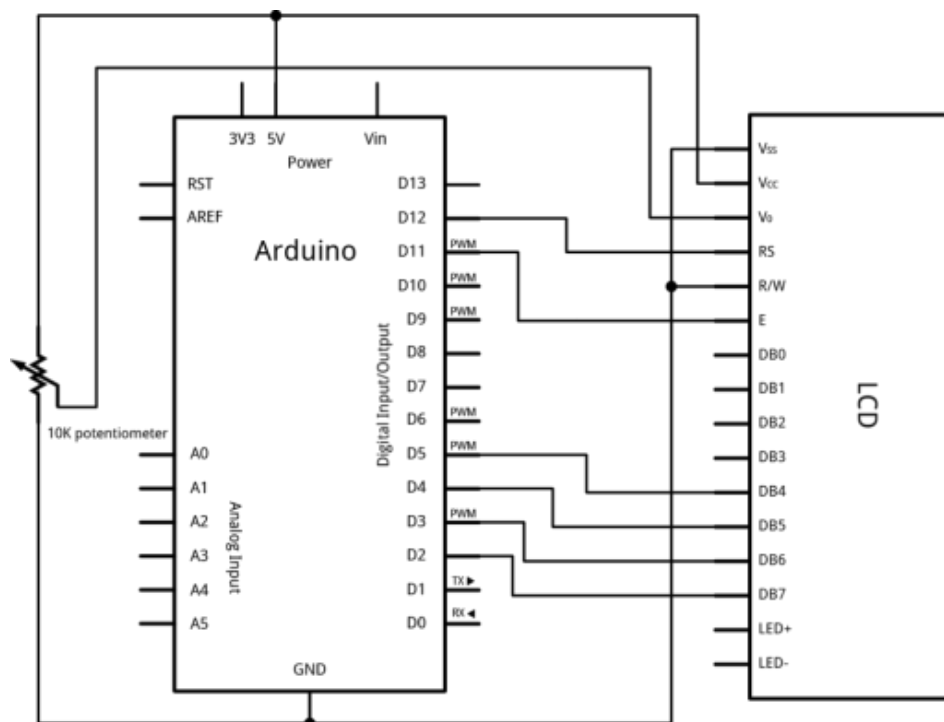 3V3 5V Vin
Power
RST
AREF
Arduino
D13
D12
D11 PWM
D10 PWM
D9 PWM
D8
D7
D6 PWM
D5 PWM
D4
D3 PWM
D2
D1 TX ▶
D0 RX ◀
Digital Input/Output
10K potentiometer
A0
A1
A2
A3
A4
A5
Analog Input
GND
Vss
Vcc
V0
RS
R/W
E
DB0
DB1
DB2
DB3
DB4
DB5
DB6
DB7
LED+
LED-
LCD